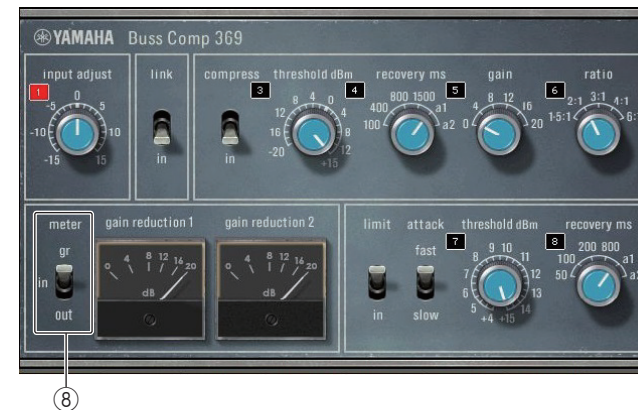 YAMAHA Buss Comp 369
input adjust
1
-15 -10 -5 0 5 10 15
link
in
compress
in
3
threshold dBm
4
-20 16 12 8 4 0 4 8 12 +15
recovery ms
5
100 400 800 1500 a1 a2
gain
0 4 8 12 16 20
6
ratio
1·5:1 2:1 3:1 4:1 6:1
meter
gr
in
out
gain reduction 1
0 4 8 12 16 20
dB
gain reduction 2
0 4 8 12 16 20
dB
limit
in
attack
fast
slow
7
threshold dBm
+4 5 6 7 8 9 10 11 12 13 14 +15
8
recovery ms
50 100 200 800 a1
8